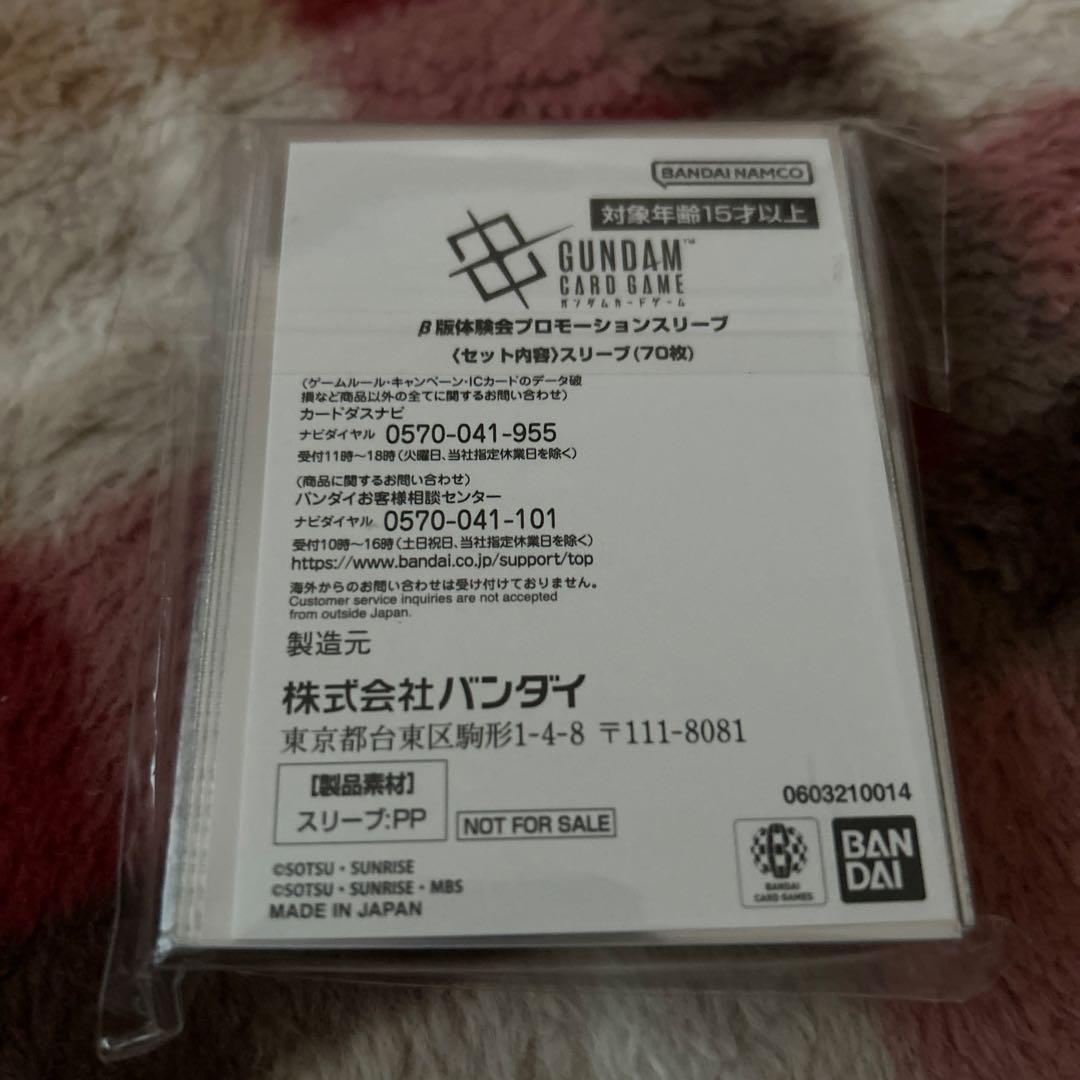 BANDAI NAMCO
対象年齢15才以上
GUNDAM™
CARD GAME
ガンダムカードゲーム
β版体験会プロモーションスリーブ
〈セット内容〉スリーブ(70枚)
(ゲームルール・キャンペーン・ICカードのデータ破
損など商品以外の全てに関するお問い合わせ)
カードダスナビ
ナビダイヤル 0570-041-955
受付11時~18時(火曜日、当社指定休業日を除く)
(商品に関するお問い合わせ)
バンダイお客様相談センター
ナビダイヤル 0570-041-101
受付10時~16時(土日祝日、当社指定休業日を除く)
https://www.bandai.co.jp/support/top
海外からのお問い合わせは受け付けておりません。
Customer service inquiries are not accepted
from outside Japan.
製造元
株式会社バンダイ
東京都台東区駒形1-4-8 〒111-8081
【製品素材】
スリーブ:PP
NOT FOR SALE
0603210014
BANDAI
CARD GAMES
BAN
DAI
©SOTSU・SUNRISE
©SOTSU・SUNRISE・MBS
MADE IN JAPAN